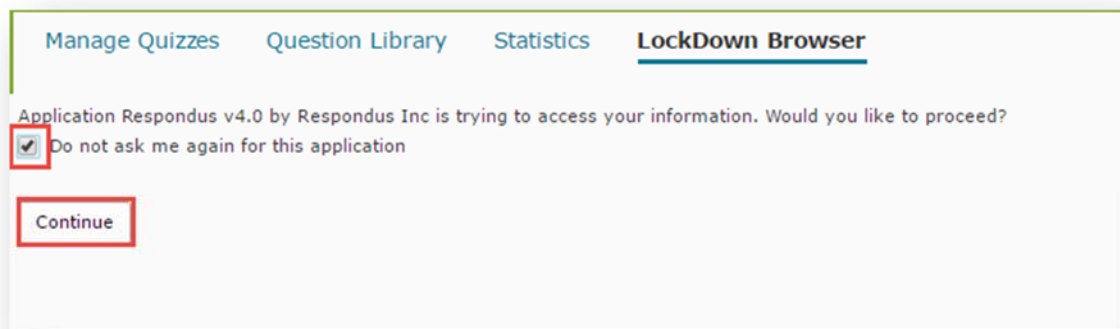 Manage Quizzes Question Library Statistics LockDown Browser
Application Respondus v4.0 by Respondus Inc is trying to access your information. Would you like to proceed?
Do not ask me again for this application
Continue